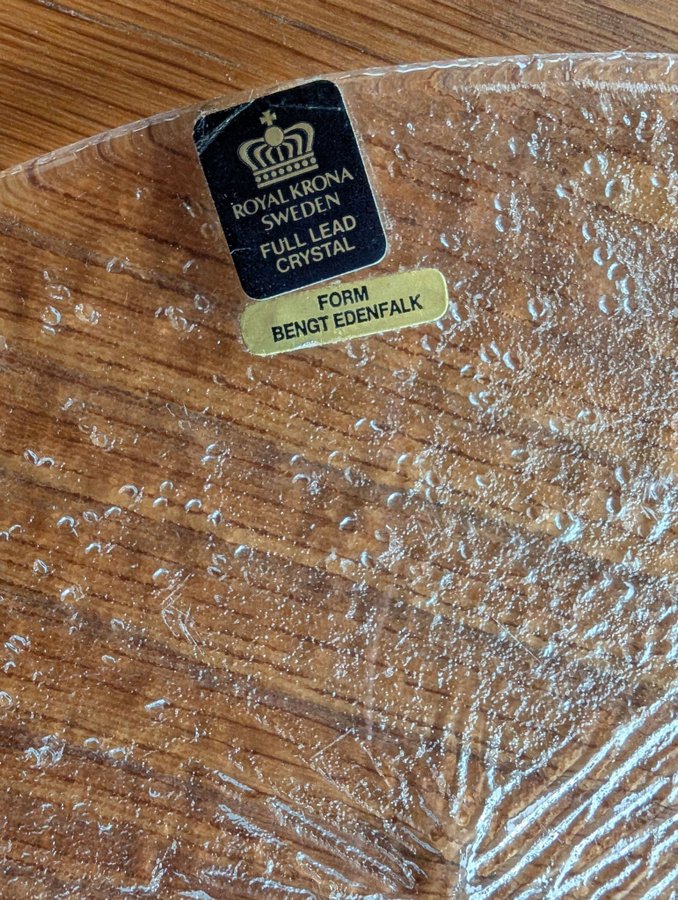 ROYAL KRONA
SWEDEN
FULL LEAD
CRYSTAL
FORM
BENGT EDENFALK